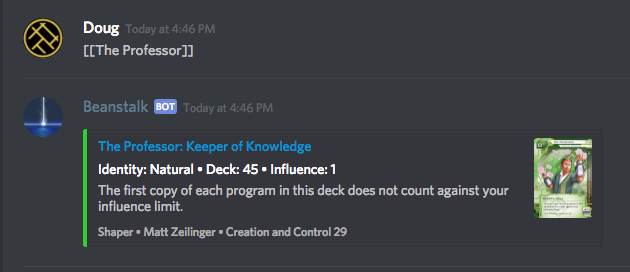 Doug Today at 4:46 PM
[[The Professor]]
Beanstalk BOT Today at 4:46 PM
The Professor: Keeper of Knowledge
Identity: Natural • Deck: 45 • Influence: 1
The first copy of each program in this deck does not count against your
influence limit.
Shaper • Matt Zeilinger • Creation and Control 29